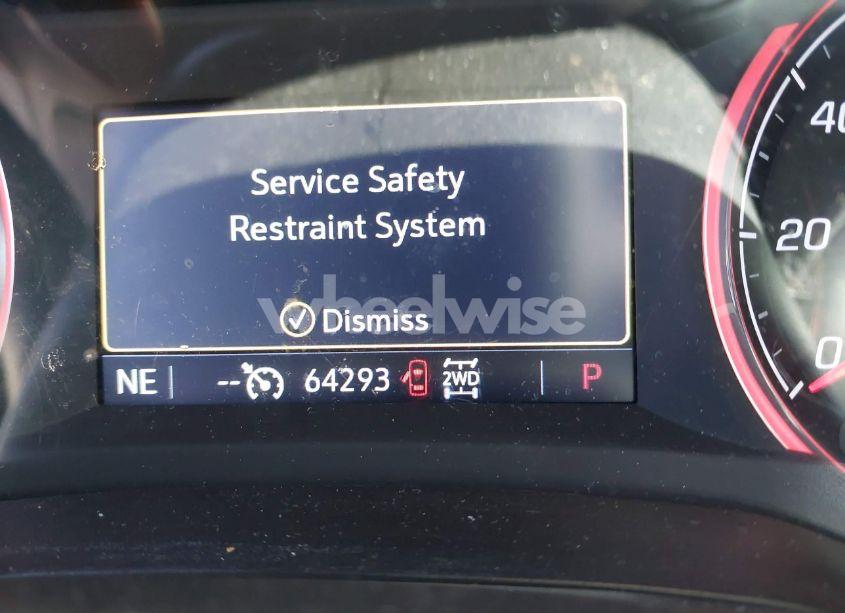 Service Safety
Restraint System
wheelwise
Dismiss
NE -- 64293 2WD P
40
20
0